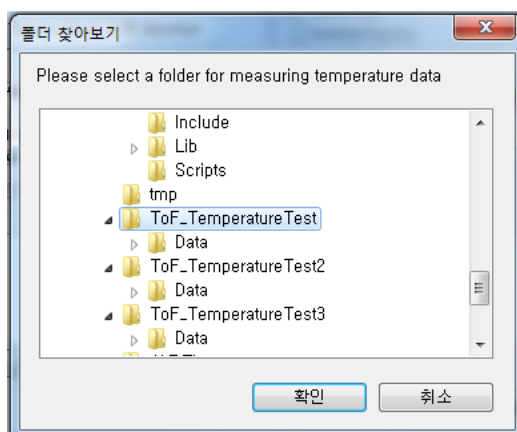 폴더 찾아보기
Please select a folder for measuring temperature data
Include
Lib
Scripts
tmp
ToF_TemperatureTest
Data
ToF_TemperatureTest2
Data
ToF_TemperatureTest3
Data
확인 취소